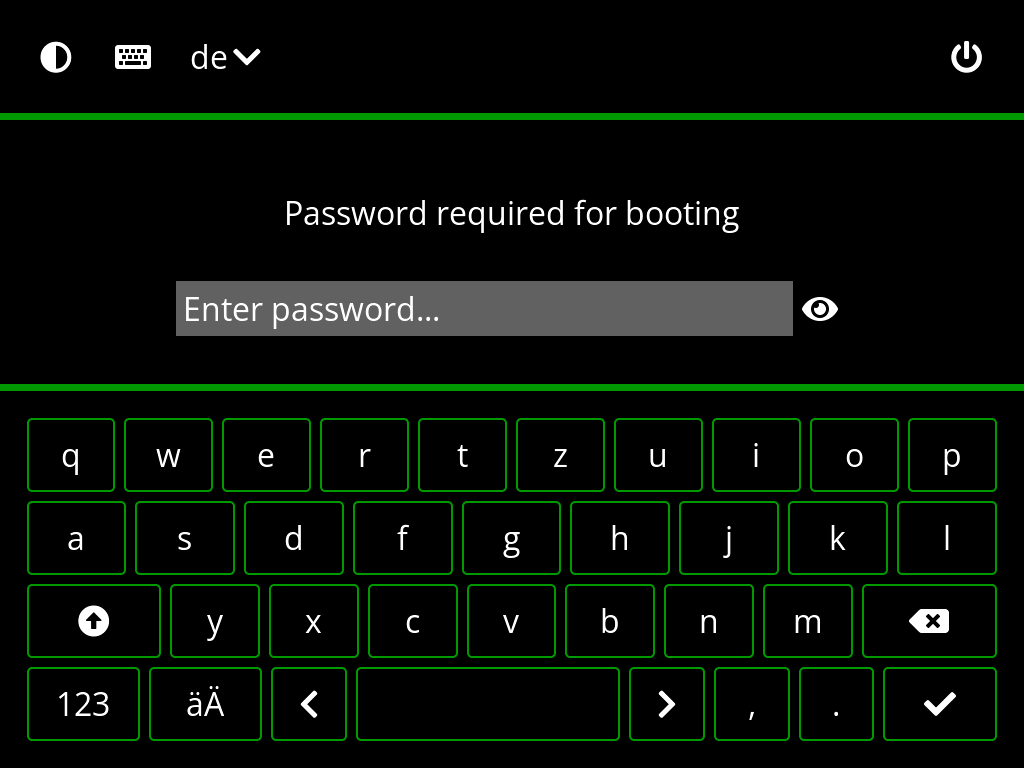 de
Password required for booting
Enter password...
q w e r t z u i o p
a s d f g h j k l
y x c v b n m
123 äÄ , .